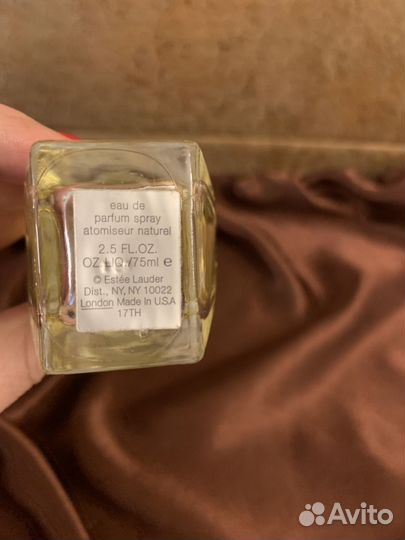 eau de
parfum spray
atomiseur naturel
2.5 FL.OZ.
OZ.LIQ./75ml e
© Estée Lauder
Dist., NY, NY 10022
London Made In U.S.A
17TH
Avito